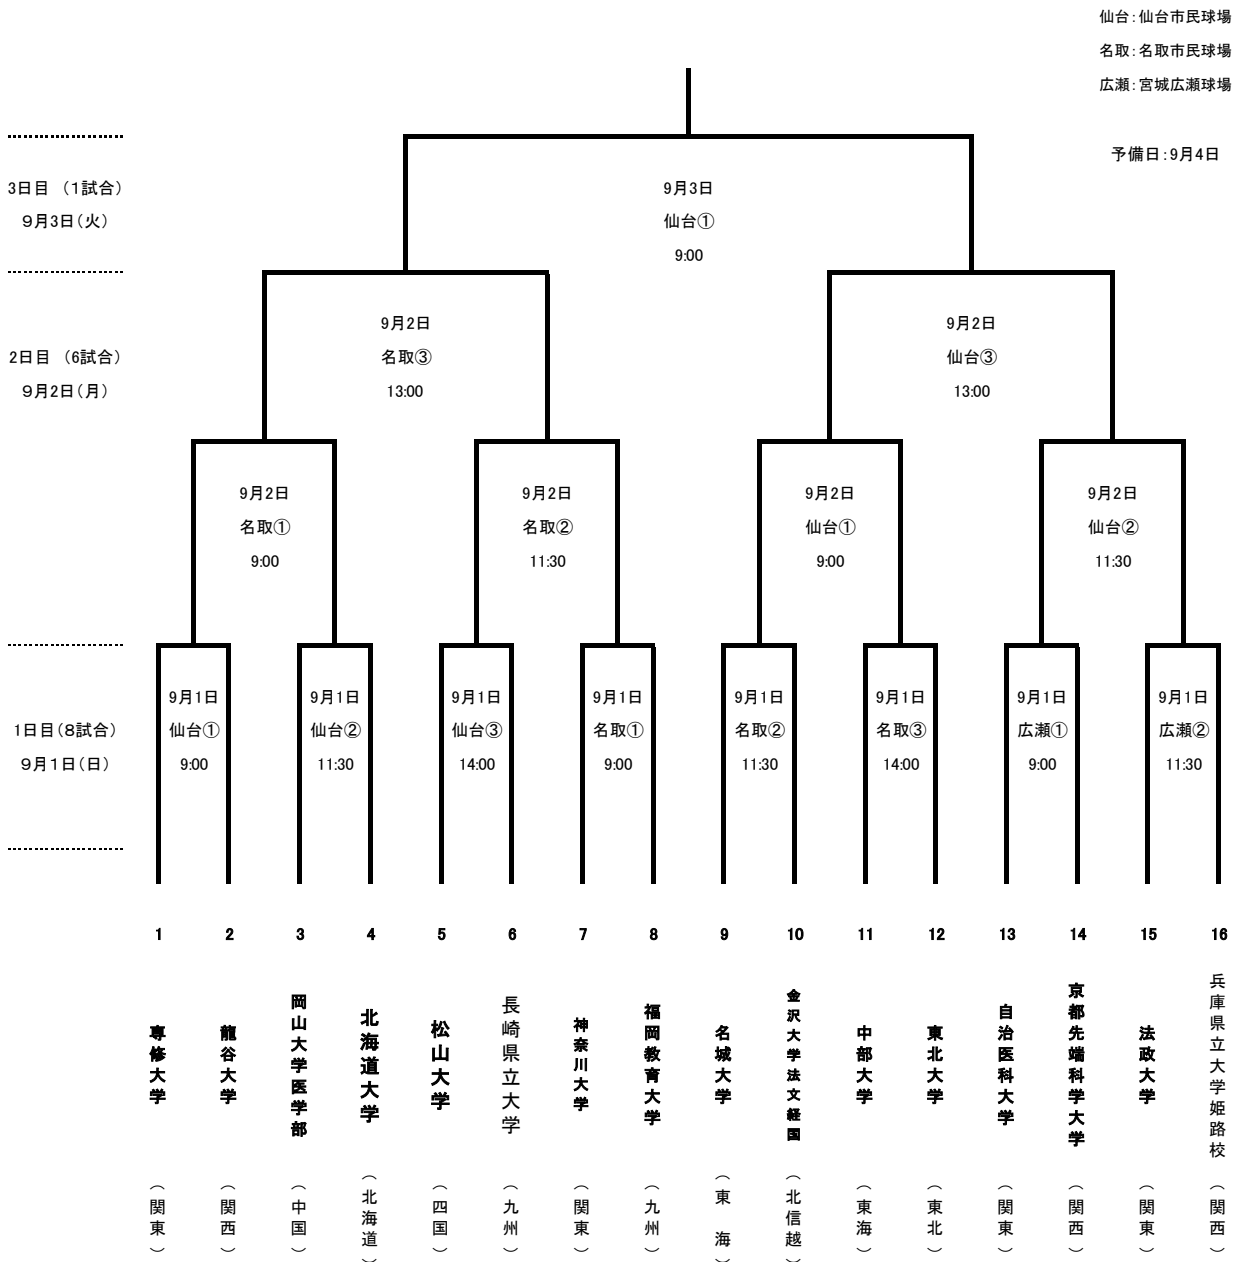 仙台：仙台市民球場
名取：名取市民球場
広瀬：宮城広瀬球場
予備日：9月4日
3日目 （1試合）
9月3日（火）
9月3日
仙台①
9:00
2日目 （6試合）
9月2日（月）
9月2日
名取③
13:00
9月2日
仙台③
13:00
9月2日
名取①
9:00
9月2日
名取②
11:30
9月2日
仙台①
9:00
9月2日
仙台②
11:30
1日目（8試合）
9月1日（日）
9月1日
仙台①
9:00
9月1日
仙台②
11:30
9月1日
仙台③
14:00
9月1日
名取①
9:00
9月1日
名取②
11:30
9月1日
名取③
14:00
9月1日
広瀬①
9:00
9月1日
広瀬②
11:30
1
専修大学
（関東）
2
龍谷大学
（関西）
3
岡山大学医学部
（中国）
4
北海道大学
（北海道）
5
松山大学
（四国）
6
長崎県立大学
（九州）
7
神奈川大学
（関東）
8
福岡教育大学
（九州）
9
名城大学
（東 海）
10
金沢大学法文経国
（北信越）
11
中部大学
（東海）
12
東北大学
（東北）
13
自治医科大学
（関東）
14
京都先端科学大学
（関西）
15
法政大学
（関東）
16
兵庫県立大学姫路校
（関西）